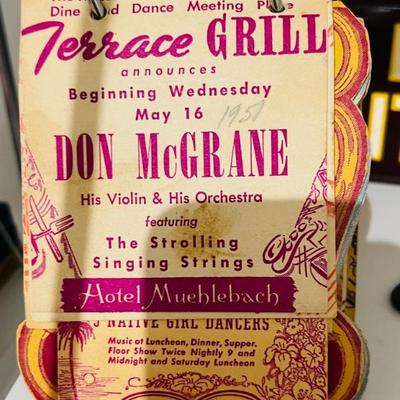 Dine and Dance Meeting Place
Terrace GRILL
announces
Beginning Wednesday
May 16 1951
DON McGRANE
His Violin & His Orchestra
featuring
The Strolling
Singing Strings
Hotel Muehlebach
NATIVE GIRL DANCERS
Music at Luncheon, Dinner, Supper.
Floor Show Twice Nightly 9 and
Midnight and Saturday Luncheon